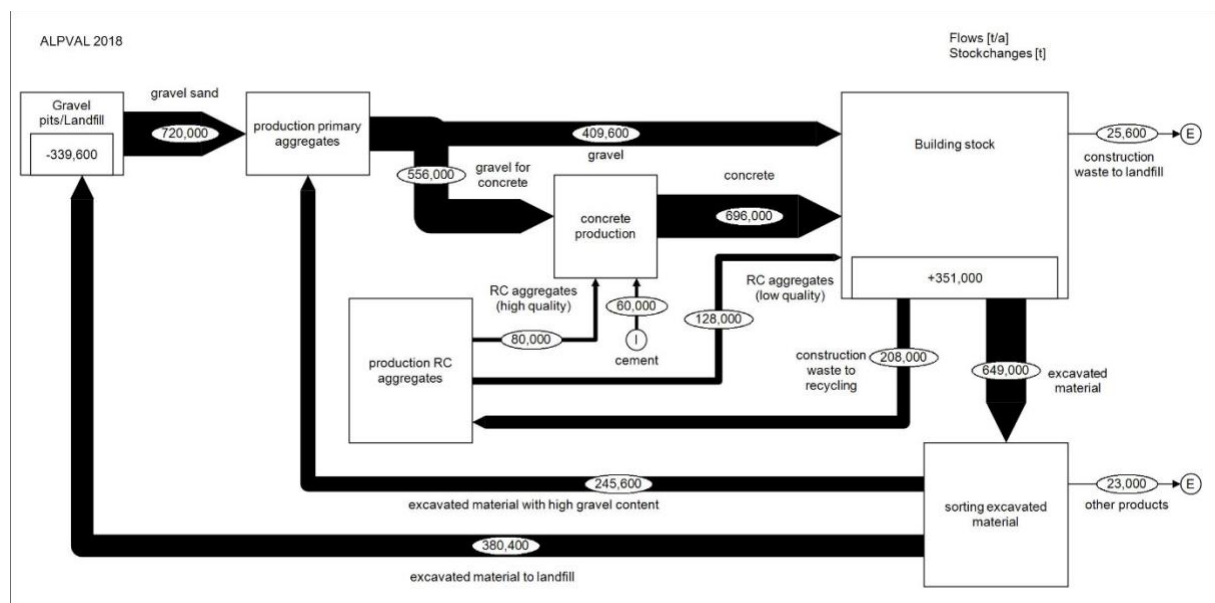 ALPVAL 2018
Flows [t/a]
Stockchanges [t]
Gravel
pits/Landfill
-339,600
gravel sand
720,000
production primary
aggregates
409,600
gravel
556,000
gravel for
concrete
concrete
production
concrete
696,000
Building stock
+351,000
25,600
E
construction
waste to landfill
RC aggregates
(high quality)
80,000
60,000
I
cement
128,000
RC aggregates
(low quality)
production RC
aggregates
construction
waste to
recycling
208,000
649,000
excavated
material
245,600
excavated material with high gravel content
sorting excavated
material
23,000
E
other products
380,400
excavated material to landfill